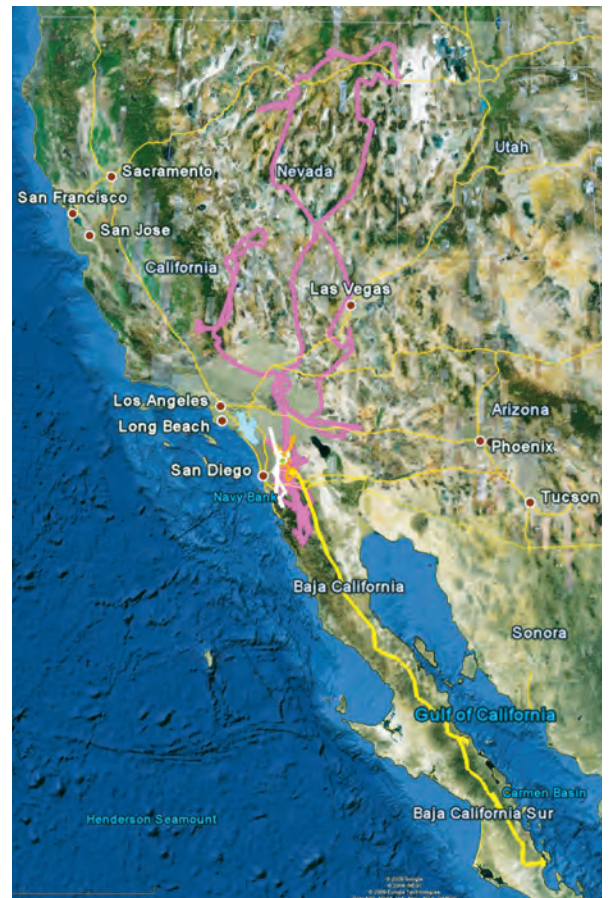 Sacramento
Utah
Nevada
San Francisco
San Jose
California
Las Vegas
Los Angeles
Long Beach
Arizona
Phoenix
San Diego
Navy Bank
Tucson
Baja California
Sonora
Gulf of California
Carmen Basin
Baja California Sur
Henderson Seamount